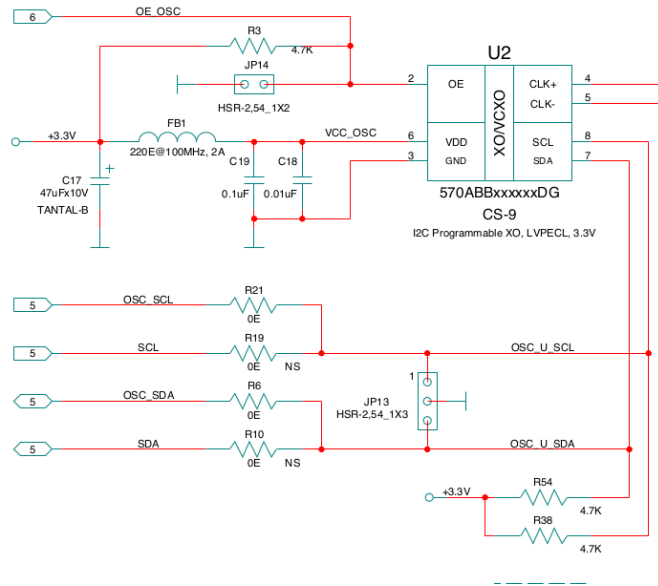 6
OE_OSC
R3
4.7K
JP14
HSR-2,54_1X2
U2
2
OE
XO/VCXO
CLK+
4
CLK-
5
+3.3V
FB1
220E@100MHz, 2A
VCC_OSC
6
VDD
SCL
8
3
GND
SDA
7
C17
47uFx10V
TANTAL-B
+
C19
0.1uF
C18
0.01uF
570ABBxxxxxxDG
CS-9
I2C Programmable XO, LVPECL, 3.3V
5
OSC_SCL
R21
0E
5
SCL
R19
0E
NS
OSC_U_SCL
5
OSC_SDA
R6
0E
1
JP13
HSR-2,54_1X3
5
SDA
R10
0E
NS
OSC_U_SDA
+3.3V
R54
4.7K
R38
4.7K